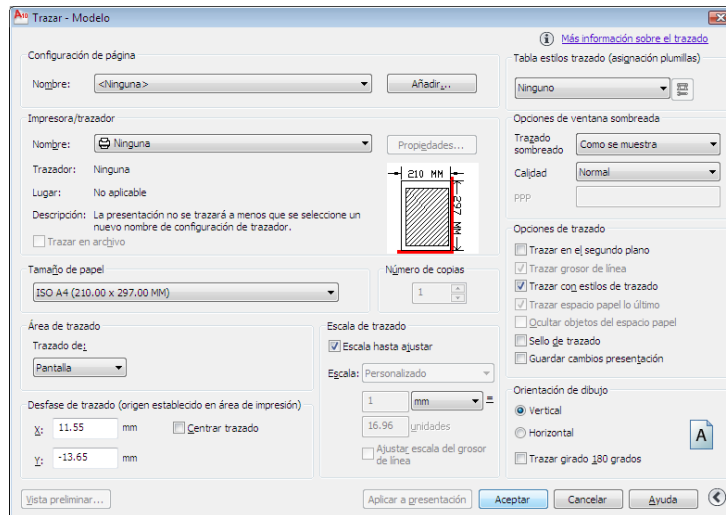 Trazar - Modelo
Más información sobre el trazado
Configuración de página
Nombre: <Ninguna> Añadir...
Tabla estilos trazado (asignación plumillas)
Ninguno
Impresora/trazador
Nombre: Ninguna Propiedades...
Trazador: Ninguna
Lugar: No aplicable
Descripción: La presentación no se trazará a menos que se seleccione un
nuevo nombre de configuración de trazador.
Trazar en archivo
210 MM
297 MM
Opciones de ventana sombreada
Trazado
sombreado Como se muestra
Calidad Normal
PPP
Tamaño de papel
ISO A4 (210.00 x 297.00 MM)
Número de copias
1
Opciones de trazado
Trazar en el segundo plano
Trazar grosor de línea
Trazar con estilos de trazado
Trazar espacio papel lo último
Ocultar objetos del espacio papel
Sello de trazado
Guardar cambios presentación
Área de trazado
Trazado de:
Pantalla
Escala de trazado
Escala hasta ajustar
Escala: Personalizado
1 mm =
16.96 unidades
Ajustar escala del grosor
de línea
Desfase de trazado (origen establecido en área de impresión)
X: 11.55 mm Centrar trazado
Y: -13.65 mm
Orientación de dibujo
Vertical
Horizontal
Trazar girado 180 grados
A
Vista preliminar... Aplicar a presentación Aceptar Cancelar Ayuda